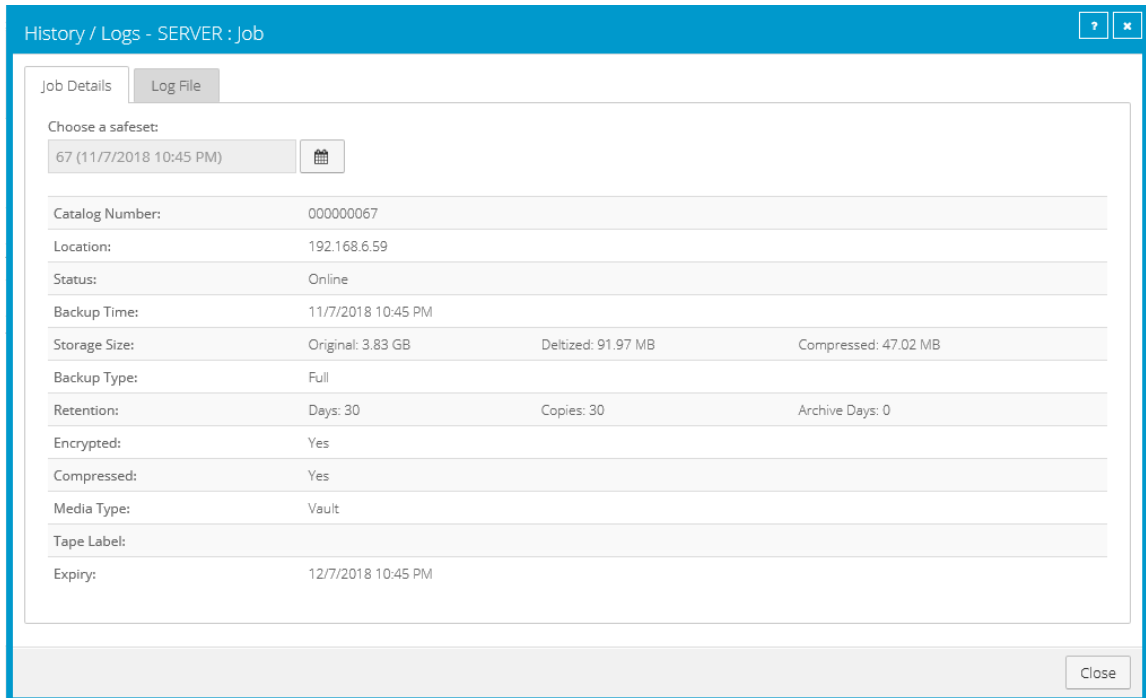 History / Logs - SERVER : Job
? ×
Job Details Log File
Choose a safeset:
67 (11/7/2018 10:45 PM)
Catalog Number: 000000067
Location: 192.168.6.59
Status: Online
Backup Time: 11/7/2018 10:45 PM
Storage Size: Original: 3.83 GB Deltized: 91.97 MB Compressed: 47.02 MB
Backup Type: Full
Retention: Days: 30 Copies: 30 Archive Days: 0
Encrypted: Yes
Compressed: Yes
Media Type: Vault
Tape Label:
Expiry: 12/7/2018 10:45 PM
Close